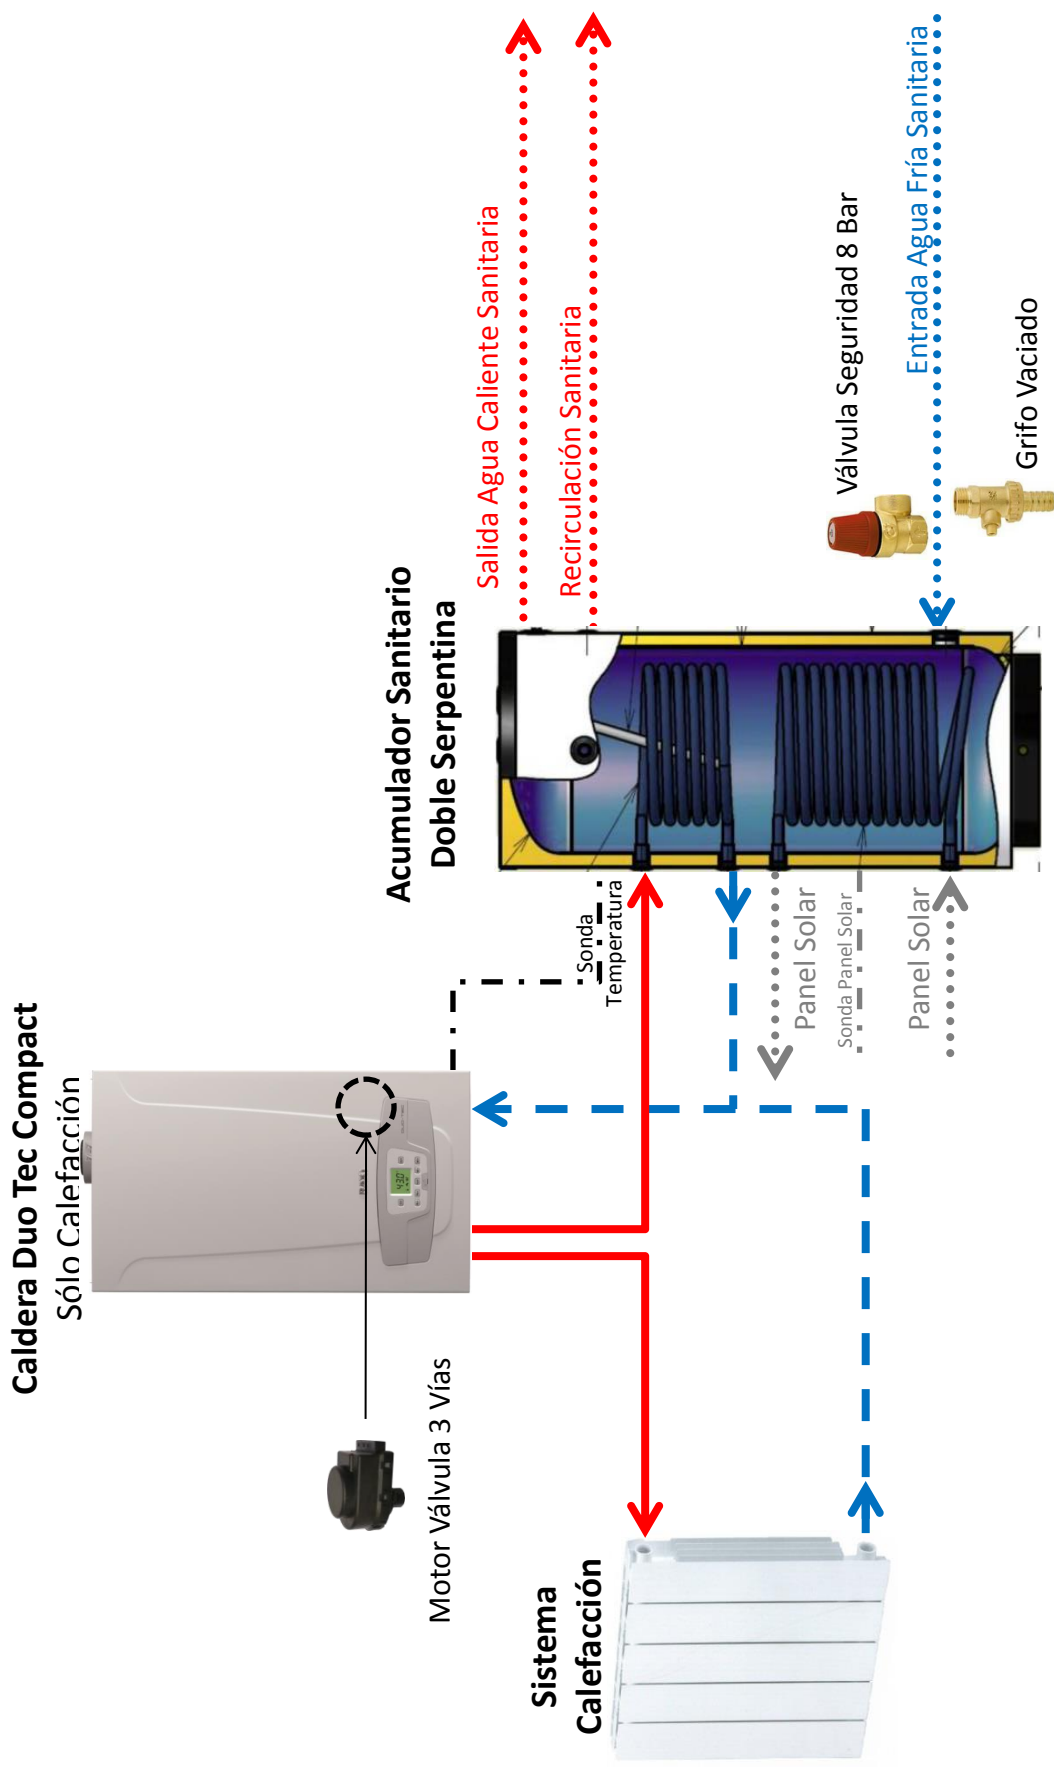 Caldera Duo Tec Compact
Sólo Calefacción
Motor Válvula 3 Vías
Sistema
Calefacción
Sonda
Temperatura
Acumulador Sanitario
Doble Serpentina
Salida Agua Caliente Sanitaria
Recirculación Sanitaria
Válvula Seguridad 8 Bar
Entrada Agua Fría Sanitaria
Grifo Vaciado
Panel Solar
Sonda Panel Solar
Panel Solar